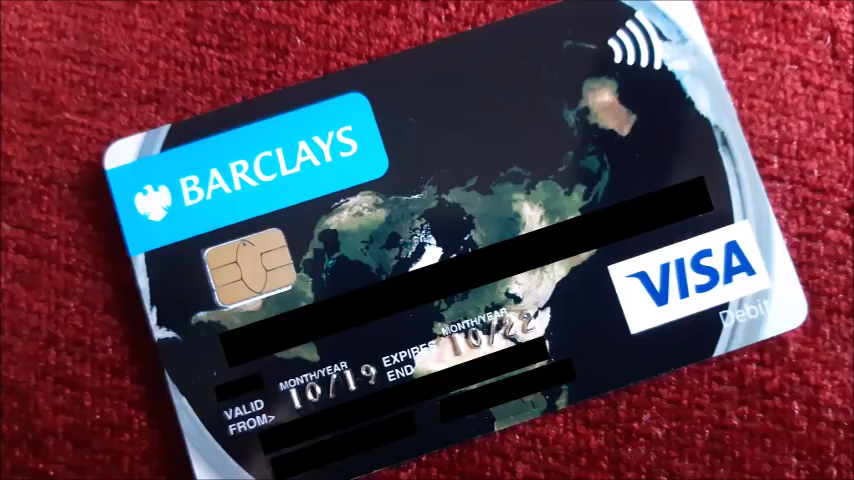 BARCLAYS
VISA
Debit
MONTH/YEAR
MONTH/YEAR
VALID FROM> 10/19 EXPIRES END 10/22